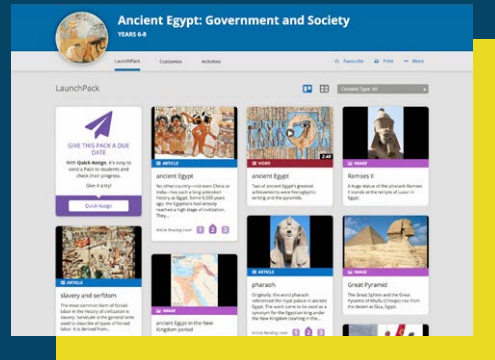 Ancient Egypt: Government and Society
YEARS 6-8
LaunchPack
Customise
Activities
Favourite
Print
More
LaunchPack
Content Type: All
GIVE THIS PACK A DUE
DATE
With Quick Assign, it's easy to
send a Pack to students and
check their progress.
Give it a try!
Quick Assign
ARTICLE
ancient Egypt
No other country—not even China or
India—has such a long unbroken
history as Egypt. Some 5,000 years
ago, the Egyptians had already
reached a high stage of civilization.
They...
Article Reading Level 1 2 3
2:48
VIDEO
ancient Egypt
Two of ancient Egypt's greatest
achievements were hieroglyphic
writing and the pyramids.
IMAGE
Ramses II
A huge statue of the pharaoh Ramses
II stands at the temple of Luxor in
Egypt.
ARTICLE
slavery and serfdom
The most common form of forced
labor in the history of civilization is
slavery. Servitude is the general term
used to describe all types of forced
labor. It is derived from...
IMAGE
ancient Egypt in the New
Kingdom period
ARTICLE
pharaoh
Originally, the word pharaoh
referenced the royal palace in ancient
Egypt. The word came to be used as a
synonym for the Egyptian king under
the New Kingdom (starting in the...
Article Reading Level 1 2 3
IMAGE
Great Pyramid
The Great Sphinx and the Great
Pyramid of Khufu (Cheops) rise from
the desert at Giza, Egypt.